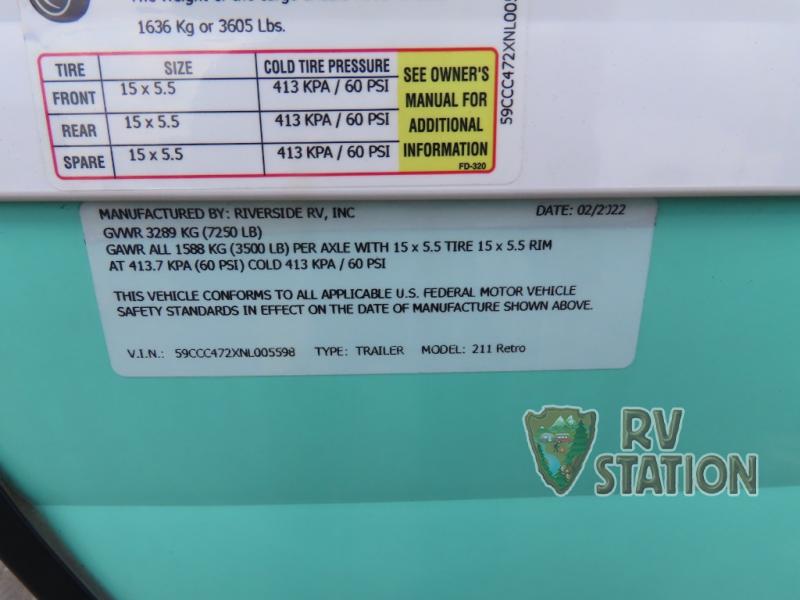 1636 Kg or 3605 Lbs.
TIRE SIZE COLD TIRE PRESSURE
FRONT 15 x 5.5 413 KPA / 60 PSI
REAR 15 x 5.5 413 KPA / 60 PSI
SPARE 15 x 5.5 413 KPA / 60 PSI
SEE OWNER'S
MANUAL FOR
ADDITIONAL
INFORMATION
FD-320
59CCC472XNL005
MANUFACTURED BY: RIVERSIDE RV, INC DATE: 02/2022
GVWR 3289 KG (7250 LB)
GAWR ALL 1588 KG (3500 LB) PER AXLE WITH 15 x 5.5 TIRE 15 x 5.5 RIM
AT 413.7 KPA (60 PSI) COLD 413 KPA / 60 PSI
THIS VEHICLE CONFORMS TO ALL APPLICABLE U.S. FEDERAL MOTOR VEHICLE
SAFETY STANDARDS IN EFFECT ON THE DATE OF MANUFACTURE SHOWN ABOVE.
V.I.N.: 59CCC472XNL005598 TYPE: TRAILER MODEL: 211 Retro
RV
STATION